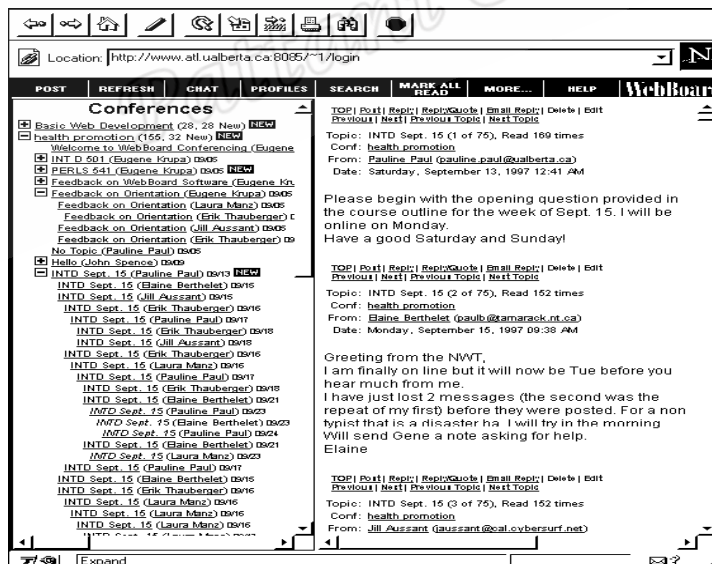 Location: http://www.atl.ualberta.ca:8085/~1/login
N
POST REFRESH CHAT PROFILES SEARCH MARK ALL READ MORE... HELP WebBoar
Conferences
Basic Web Development (28, 28 New) NEW
health promotion (155, 32 New) NEW
Welcome to WebBoard Conferencing (Eugene
INT D 501 (Eugene Krupa) 09/05
PERLS 541 (Eugene Krupa) 09/05 NEW
Feedback on WebBoard Software (Eugene Kru
Feedback on Orientation (Eugene Krupa) 09/05
Feedback on Orientation (Laura Manz) 09/05
Feedback on Orientation (Erik Thauberger) 0
Feedback on Orientation (Jill Aussant) 09/05
Feedback on Orientation (Erik Thauberger) 09
No Topic (Pauline Paul) 09/05
Hello (John Spence) 09/09
INTD Sept. 15 (Pauline Paul) 09/13 NEW
INTD Sept. 15 (Elaine Berthelet) 09/15
INTD Sept. 15 (Jill Aussant) 09/15
INTD Sept. 15 (Erik Thauberger) 09/16
INTD Sept. 15 (Pauline Paul) 09/17
INTD Sept. 15 (Erik Thauberger) 09/18
INTD Sept. 15 (Jill Aussant) 09/18
INTD Sept. 15 (Erik Thauberger) 09/16
INTD Sept. 15 (Laura Manz) 09/16
INTD Sept. 15 (Pauline Paul) 09/17
INTD Sept. 15 (Erik Thauberger) 09/18
INTD Sept. 15 (Elaine Berthelet) 09/21
INTD Sept. 15 (Pauline Paul) 09/23
INTD Sept. 15 (Elaine Berthelet) 09/23
INTD Sept. 15 (Pauline Paul) 09/24
INTD Sept. 15 (Elaine Berthelet) 09/21
INTD Sept. 15 (Laura Manz) 09/23
INTD Sept. 15 (Pauline Paul) 09/17
INTD Sept. 15 (Elaine Berthelet) 09/15
INTD Sept. 15 (Erik Thauberger) 09/16
INTD Sept. 15 (Laura Manz) 09/16
INTD Sept. 15 (Laura Manz) 09/16
TOP | Post | Reply | Reply/Quote | Email Reply | Delete | Edit
Previous | Next | Previous Topic | Next Topic
Topic: INTD Sept. 15 (1 of 75), Read 169 times
Conf: health promotion
From: Pauline Paul (pauline.paul@ualberta.ca)
Date: Saturday, September 13, 1997 12:41 AM
Please begin with the opening question provided in
the course outline for the week of Sept. 15. I will be
online on Monday.
Have a good Saturday and Sunday!
TOP | Post | Reply | Reply/Quote | Email Reply | Delete | Edit
Previous | Next | Previous Topic | Next Topic
Topic: INTD Sept. 15 (2 of 75), Read 152 times
Conf: health promotion
From: Elaine Berthelet (paulb@tamarack.nt.ca)
Date: Monday, September 15, 1997 09:38 AM
Greeting from the NWT,
I am finally on line but it will now be Tue before you
hear much from me.
I have just lost 2 messages (the second was the
repeat of my first) before they were posted. For a non
typist that is a disaster ha. I will try in the morning
Will send Gene a note asking for help.
Elaine
TOP | Post | Reply | Reply/Quote | Email Reply | Delete | Edit
Previous | Next | Previous Topic | Next Topic
Topic: INTD Sept. 15 (3 of 75), Read 152 times
Conf: health promotion
From: Jill Aussant (jaussant@cal.cybersurf.net)
Expand